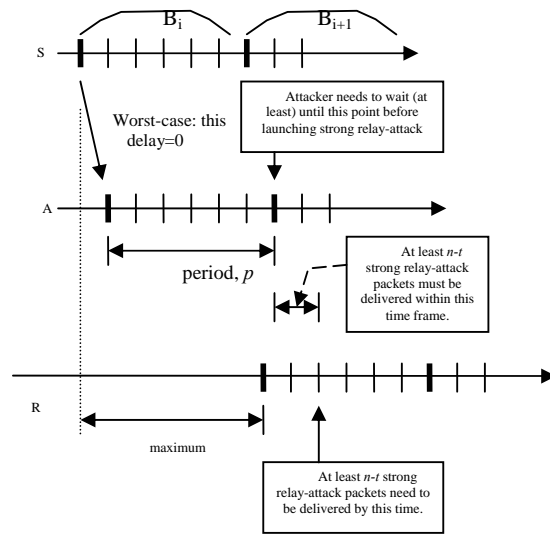 B i
B i+1
S
Attacker needs to wait (at
least) until this point before
launching strong relay-attack
Worst-case: this
delay=0
A
period, p
At least n-t
strong relay-attack
packets must be
delivered within this
time frame.
R
maximum
At least n-t strong
relay-attack packets need to
be delivered by this time.